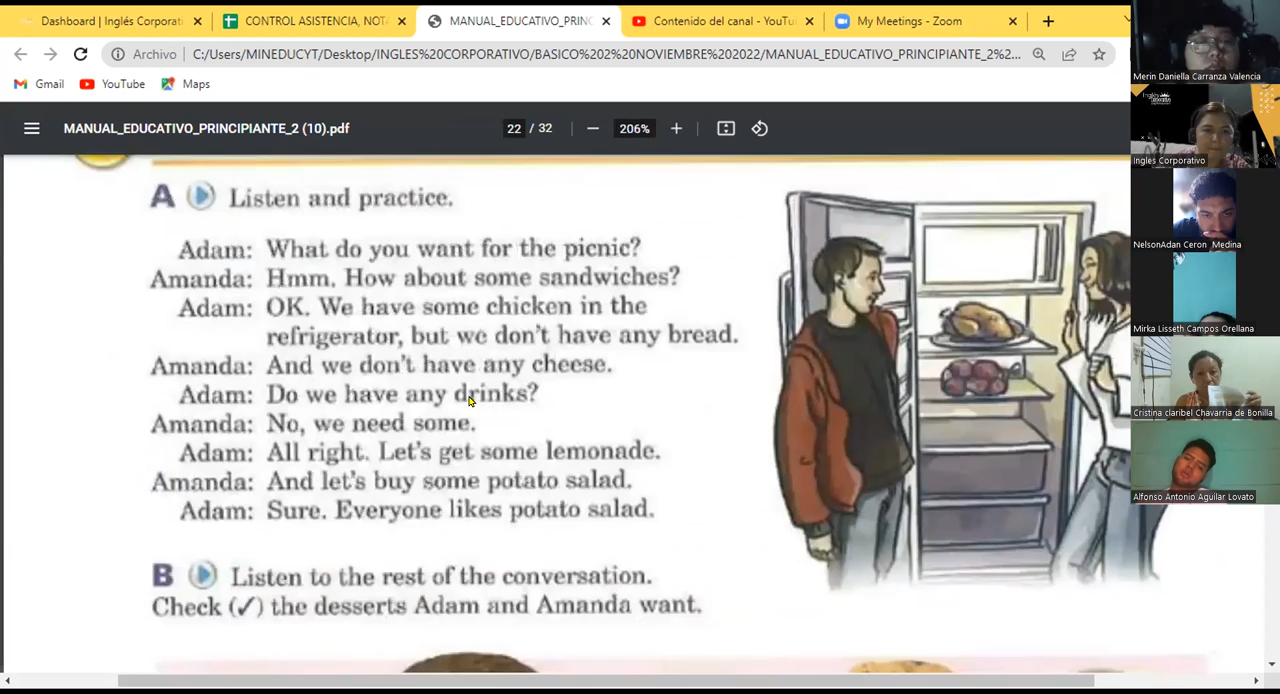 Dashboard | Inglés Corporati
CONTROL ASISTENCIA, NOT
MANUAL_EDUCATIVO_PRINC
Contenido del canal - YouTu
My Meetings - Zoom
Archivo
C:/Users/MINEDUCYT/Desktop/INGLES%20CORPORATIVO/BASICO%202%20NOVIEMBRE%202022/MANUAL_EDUCATIVO_PRINCIPIANTE_2%2...
Gmail
YouTube
Maps
MANUAL_EDUCATIVO_PRINCIPIANTE_2 (10).pdf
22 / 32
206%
A Listen and practice.
Adam: What do you want for the picnic?
Amanda: Hmm. How about some sandwiches?
Adam: OK. We have some chicken in the
refrigerator, but we don't have any bread.
Amanda: And we don't have any cheese.
Adam: Do we have any drinks?
Amanda: No, we need some.
Adam: All right. Let's get some lemonade.
Amanda: And let's buy some potato salad.
Adam: Sure. Everyone likes potato salad.
B Listen to the rest of the conversation.
Check (✓) the desserts Adam and Amanda want.
Merin Daniella Carranza Valencia
Ingles Corporativo
NelsonAdan Ceron Medina
Mirka Lisseth Campos Orellana
Cristina claribel Chavarria de Bonilla
Alfonso Antonio Aguilar Lovato